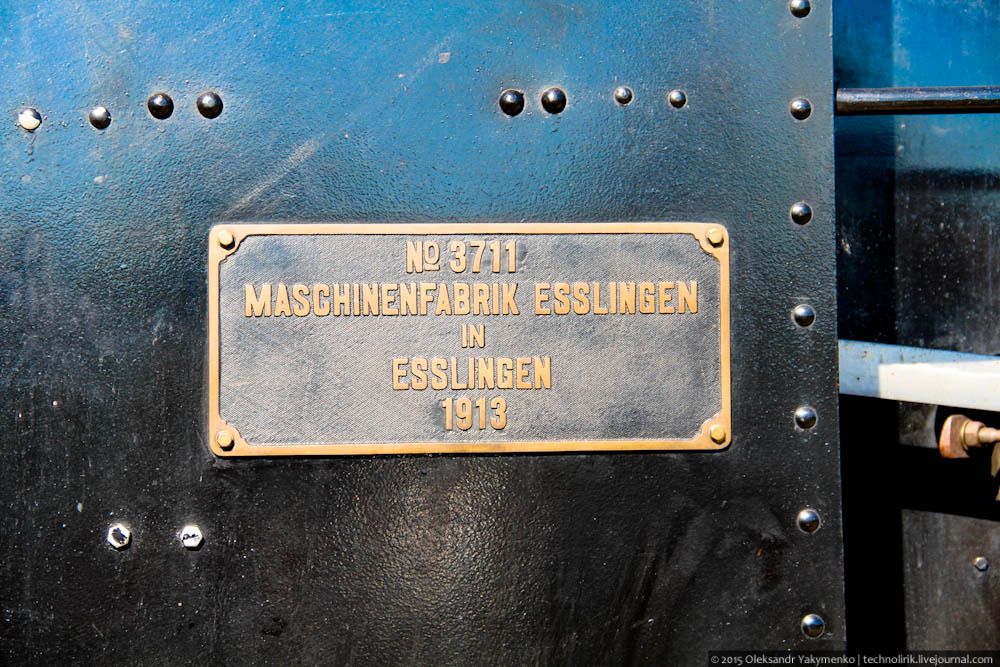 No 3711
MASCHINENFABRIK ESSLINGEN
IN
ESSLINGEN
1913
© 2015 Oleksandr Yakymenko | technolirik.livejournal.com